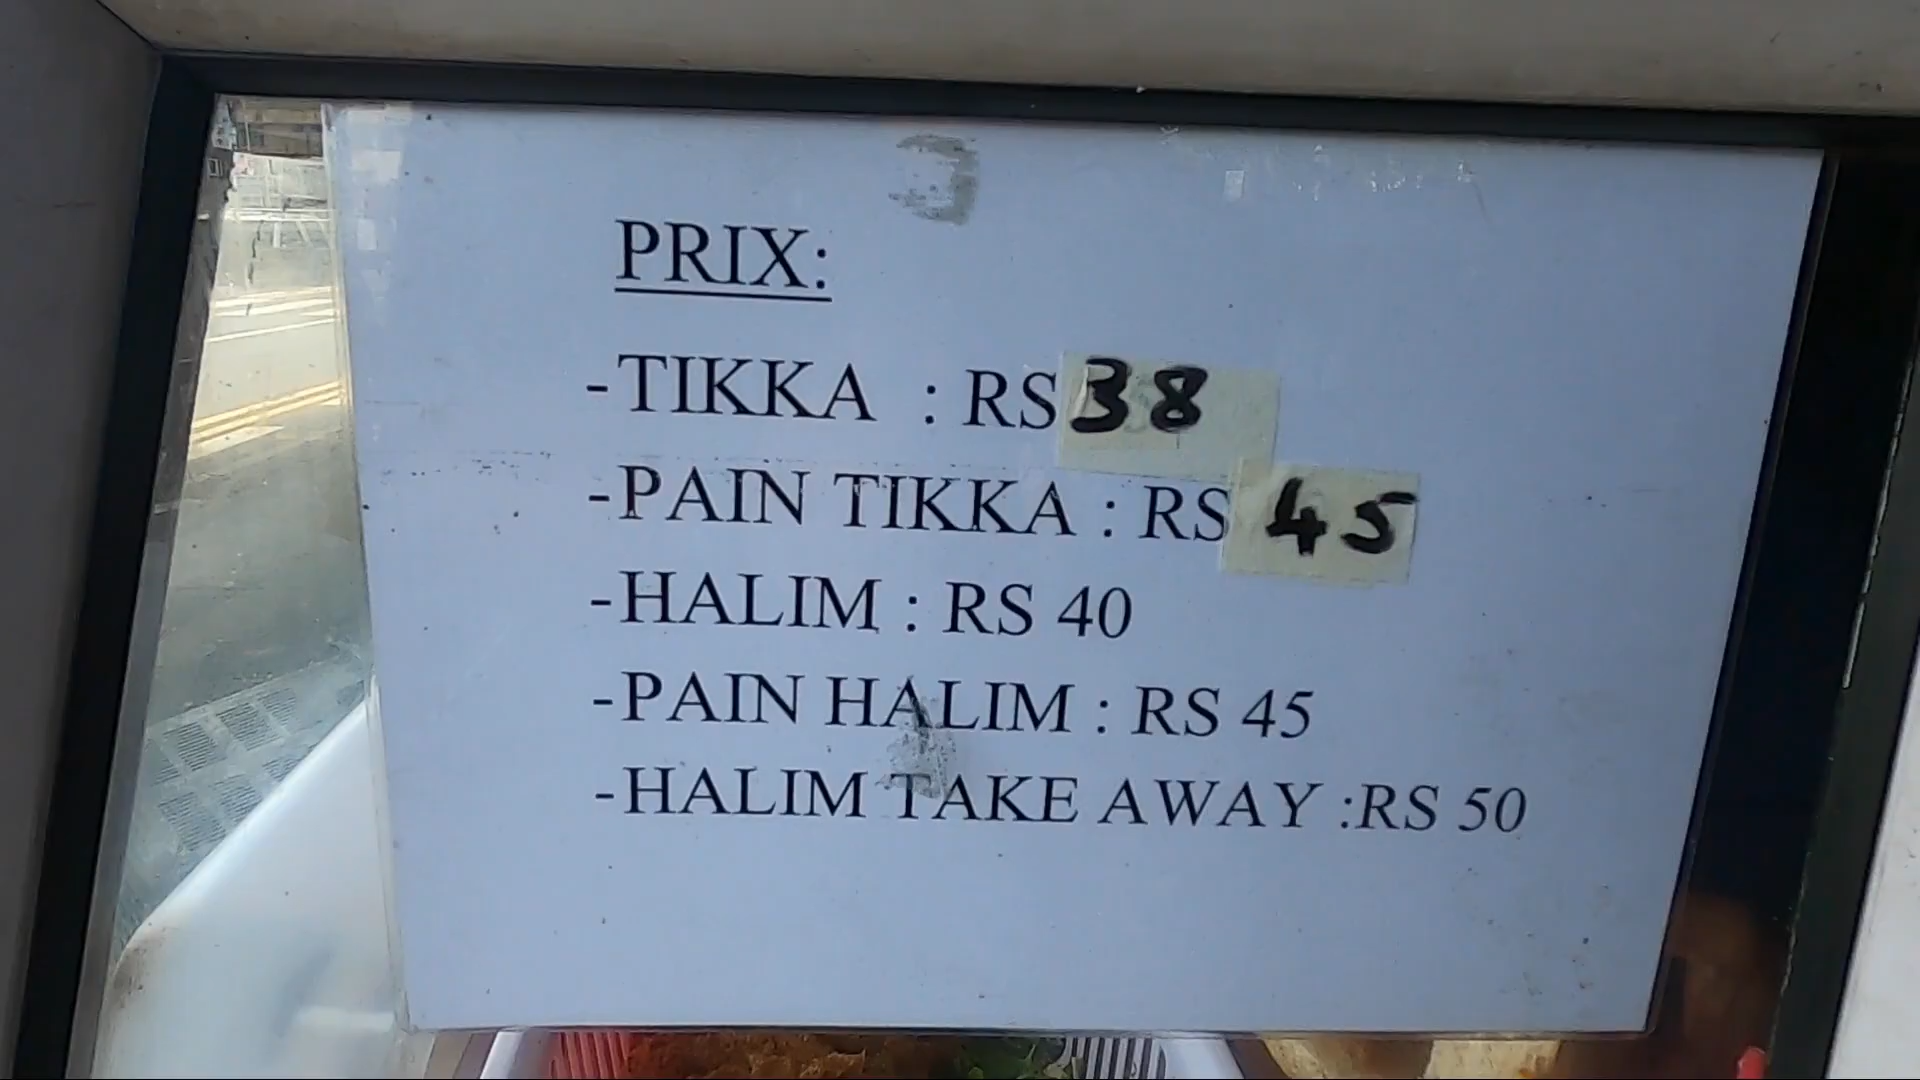 PRIX:
-TIKKA : RS 38
-PAIN TIKKA : RS 45
-HALIM : RS 40
-PAIN HALIM : RS 45
-HALIM TAKE AWAY :RS 50